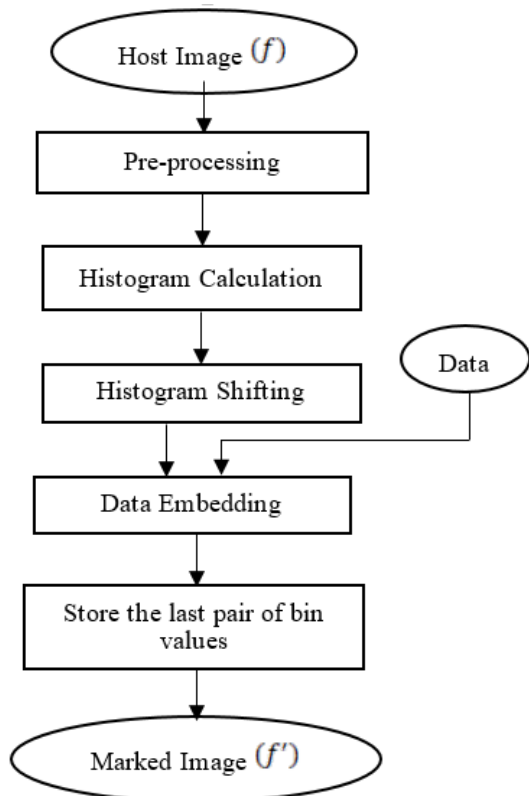 Host Image (f)
Pre-processing
Histogram Calculation
Histogram Shifting
Data
Data Embedding
Store the last pair of bin
values
Marked Image (f')